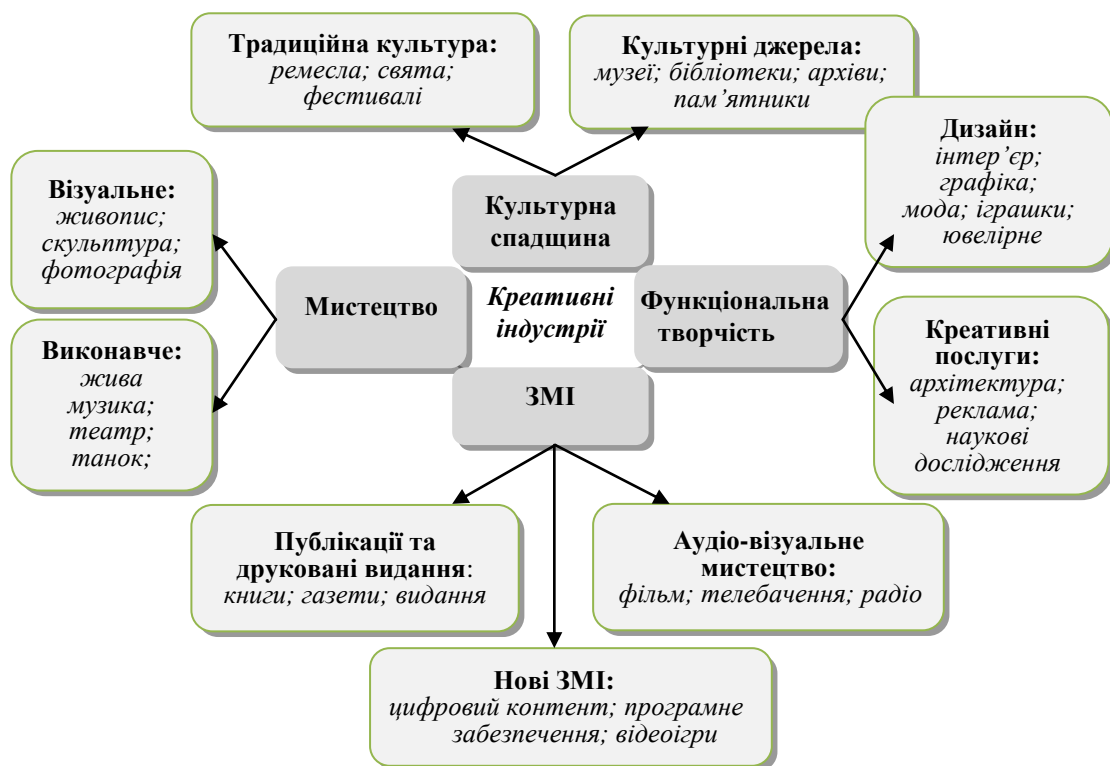 Традиційна культура:
ремесла; свята;
фестивалі
Культурні джерела:
музеї; бібліотеки; архіви;
пам’ятники
Дизайн:
інтер’єр;
графіка;
мода; іграшки;
ювелірне
Візуальне:
живопис;
скульптура;
фотографія
Культурна
спадщина
Мистецтво
Креативні
індустрії
Функціональна
творчість
Виконавче:
жива
музика;
театр;
танок;
ЗМІ
Креативні
послуги:
архітектура;
реклама;
наукові
дослідження
Публікації та
друковані видання:
книги; газети; видання
Аудіо-візуальне
мистецтво:
фільм; телебачення; радіо
Нові ЗМІ:
цифровий контент; програмне
забезпечення; відеоігри